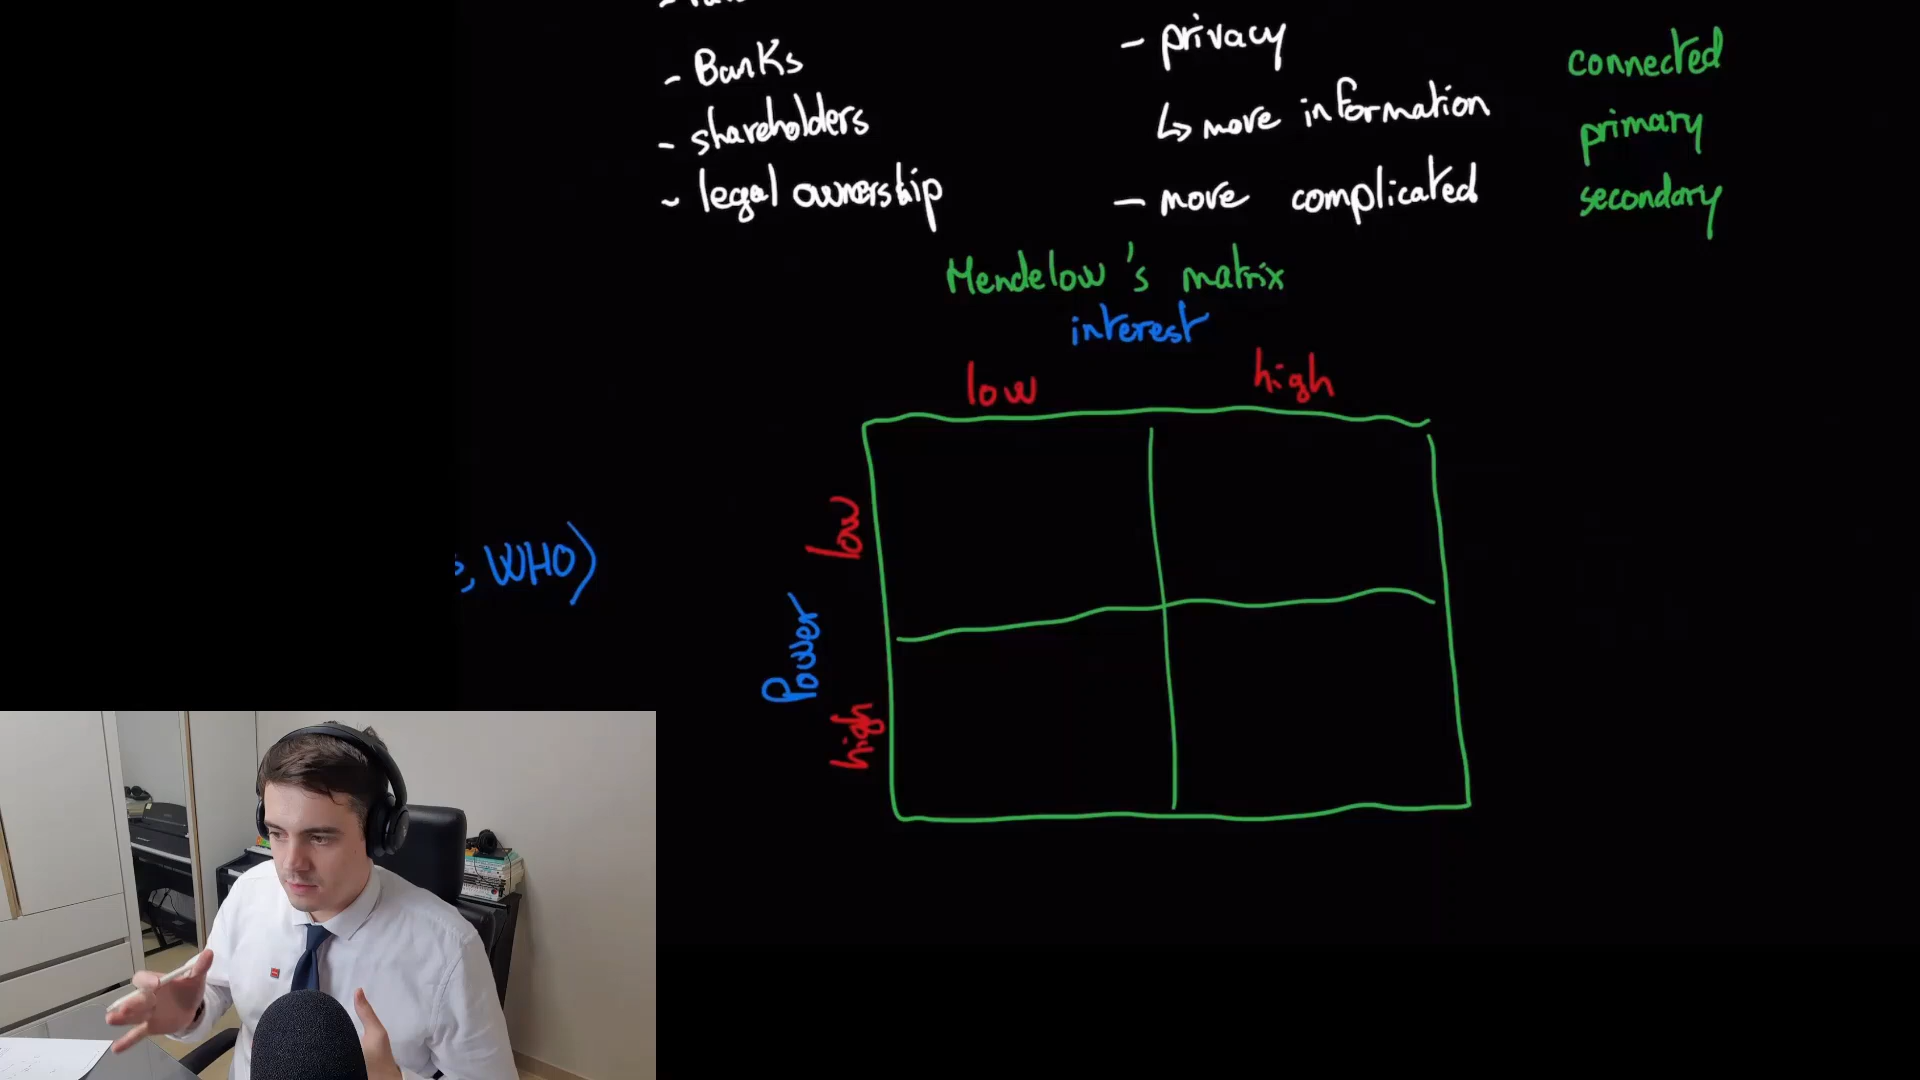 - Banks
- shareholders
- legal ownership
- privacy
↳ more information
- more complicated
connected
primary
secondary
Mendelow's matrix
interest
low high
low
Power
high
, WHO)